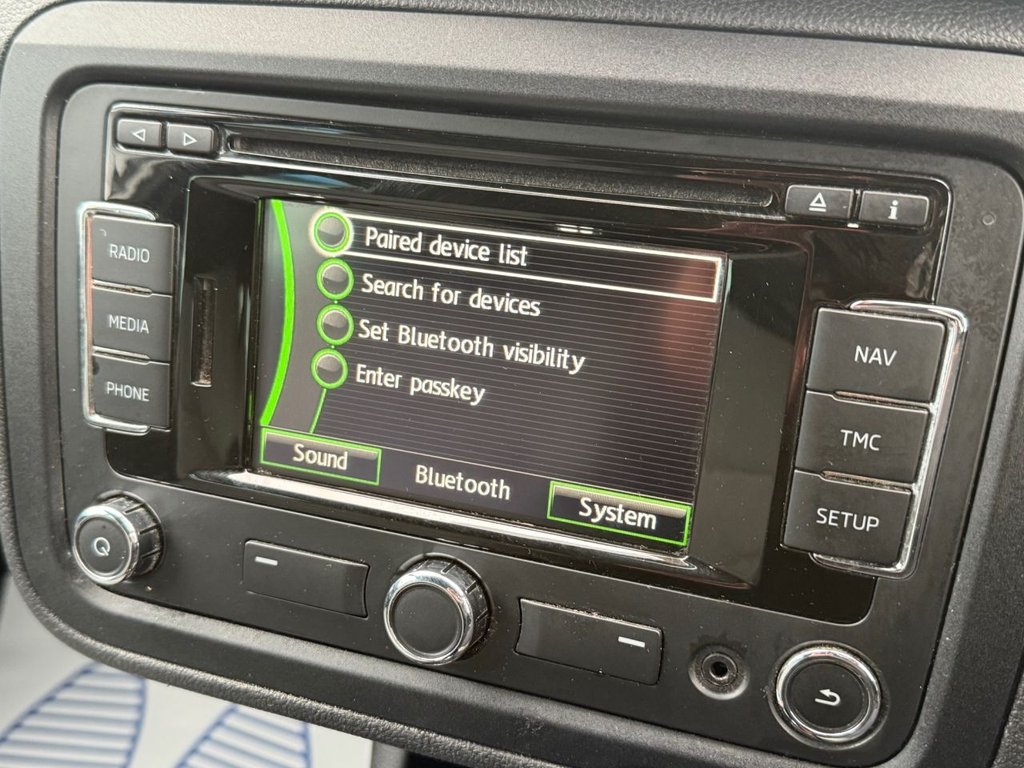 RADIO
MEDIA
PHONE
Paired device list
Search for devices
Set Bluetooth visibility
Enter passkey
Sound
Bluetooth
System
i
NAV
TMC
SETUP